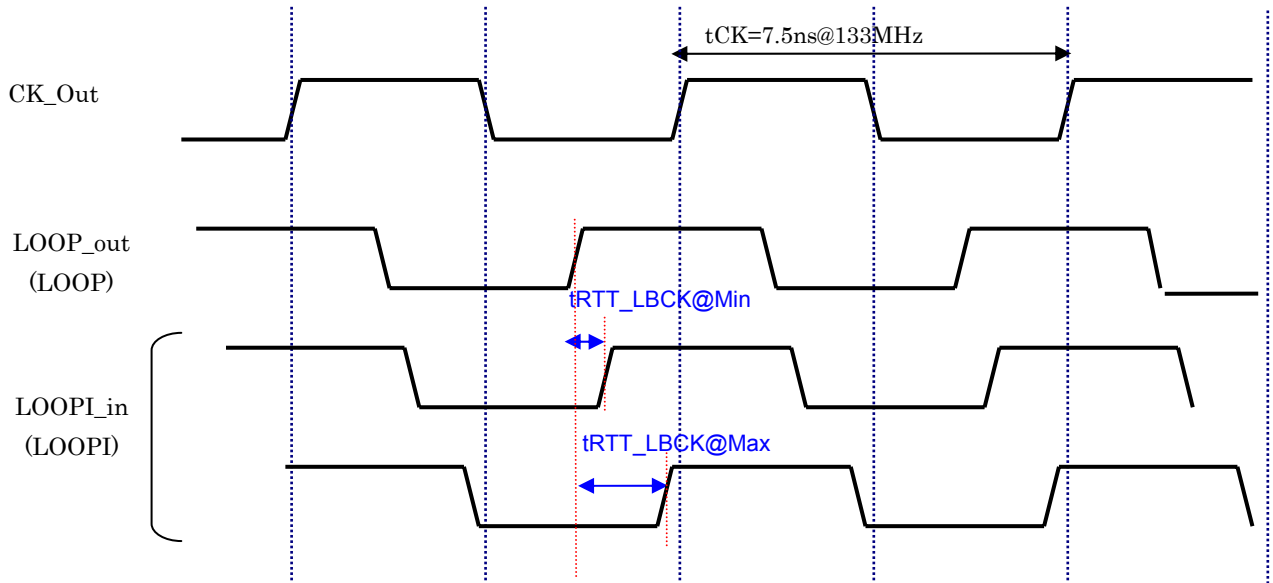 tCK=7.5ns@133MHz
CK_Out
LOOP_out
(LOOP)
tRTT_LBCK@Min
LOOPI_in
(LOOPI)
tRTT_LBCK@Max